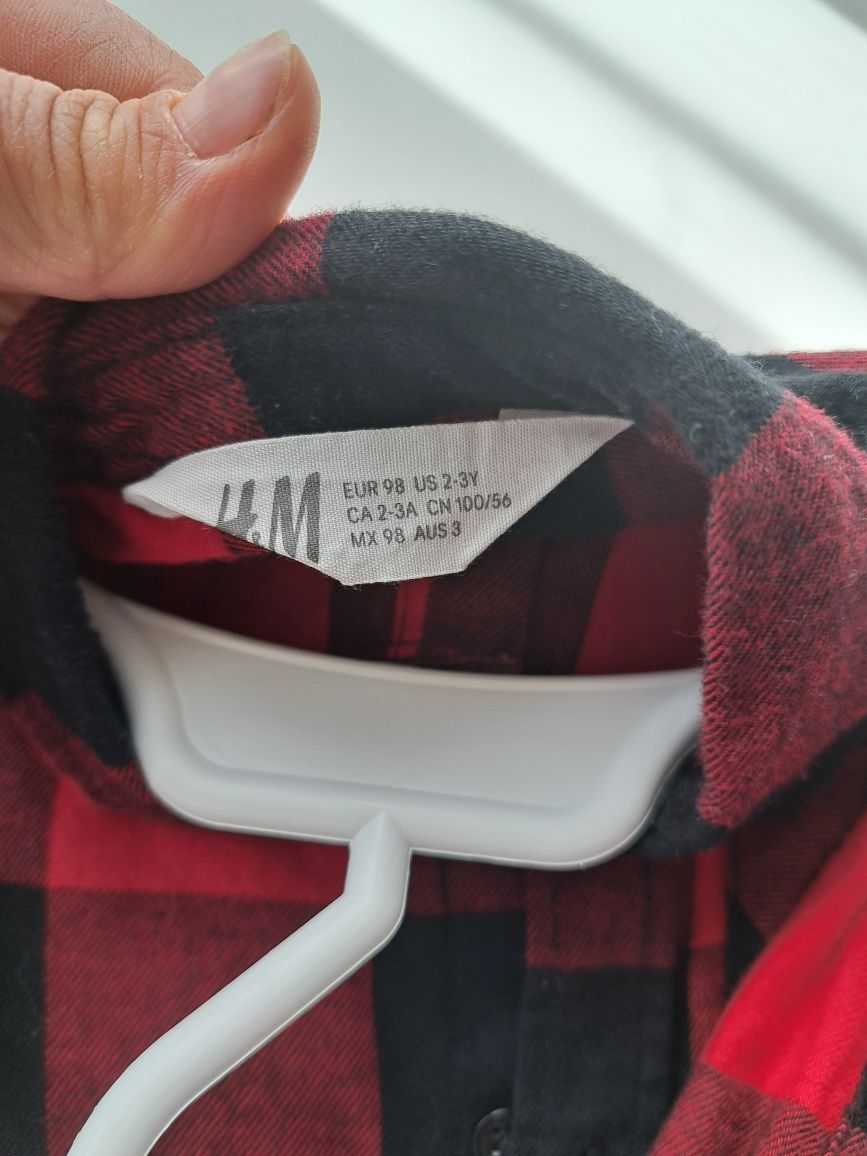 H&M
EUR 98 US 2-3Y
CA 2-3A CN 100/56
MX 98 AUS 3